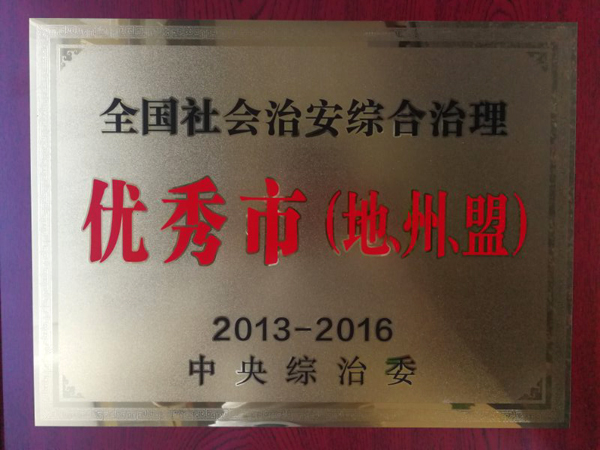 全国社会治安综合治理
优秀市(地、州、盟)
2013-2016
中央综治委